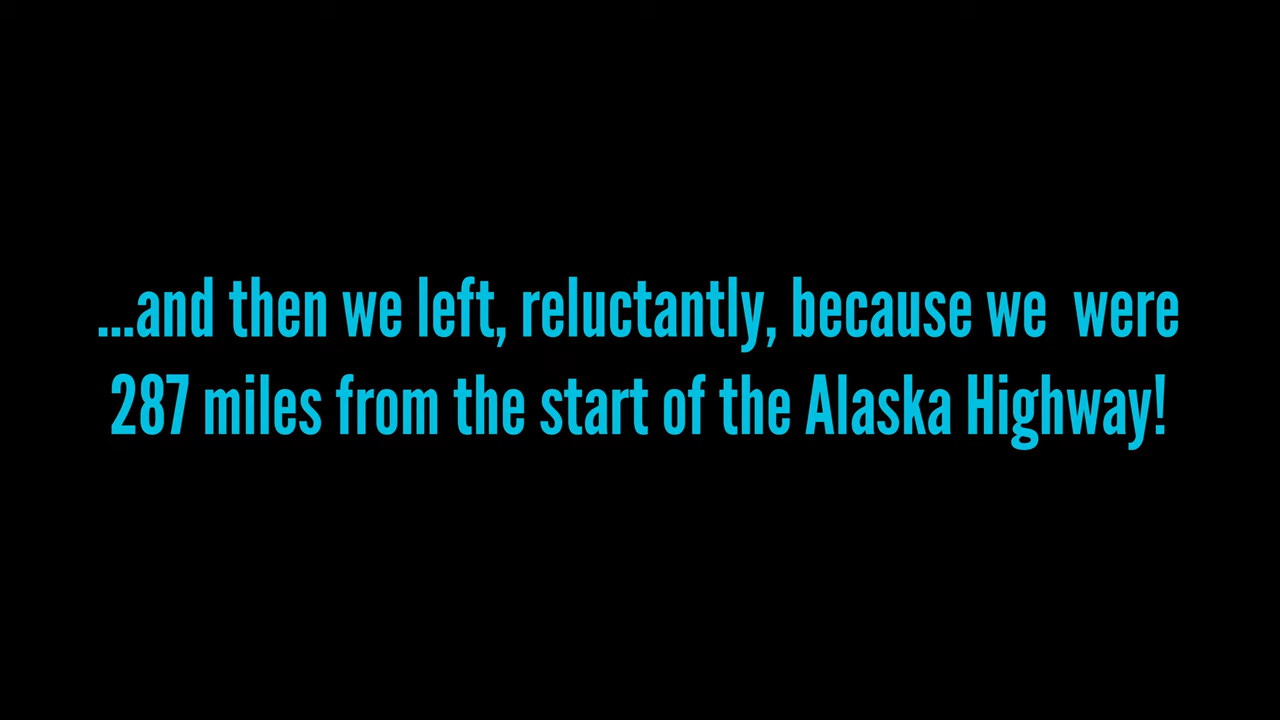 ...and then we left, reluctantly, because we  were
287 miles from the start of the Alaska Highway!